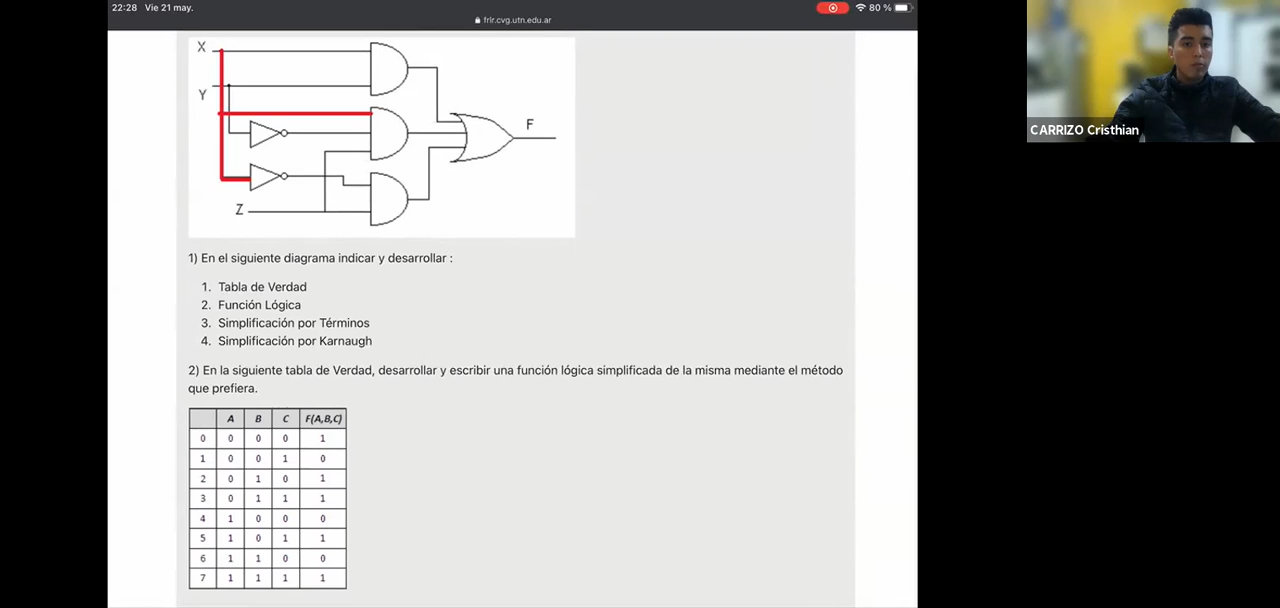 22:28 Vie 21 may.
80 %
frlr.cvg.utn.edu.ar
CARRIZO Cristhian
X
Y
Z
F
1) En el siguiente diagrama indicar y desarrollar :
1. Tabla de Verdad
2. Función Lógica
3. Simplificación por Términos
4. Simplificación por Karnaugh
2) En la siguiente tabla de Verdad, desarrollar y escribir una función lógica simplificada de la misma mediante el método
que prefiera.
A B C F(A,B,C)
0 0 0 0 1
1 0 0 1 0
2 0 1 0 1
3 0 1 1 1
4 1 0 0 0
5 1 0 1 1
6 1 1 0 0
7 1 1 1 1